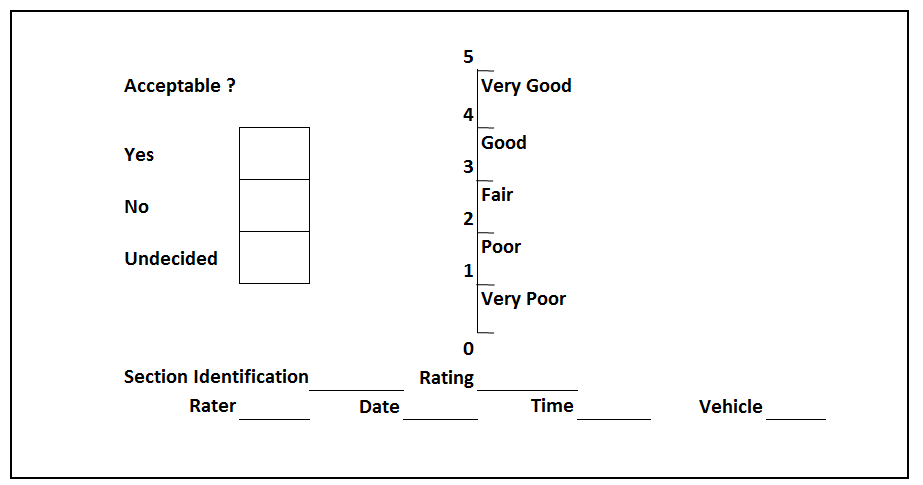 5
Acceptable ?
Very Good
4
Good
Yes
3
Fair
No
2
Poor
Undecided
1
Very Poor
0
Section Identification Rating
Rater Date Time Vehicle